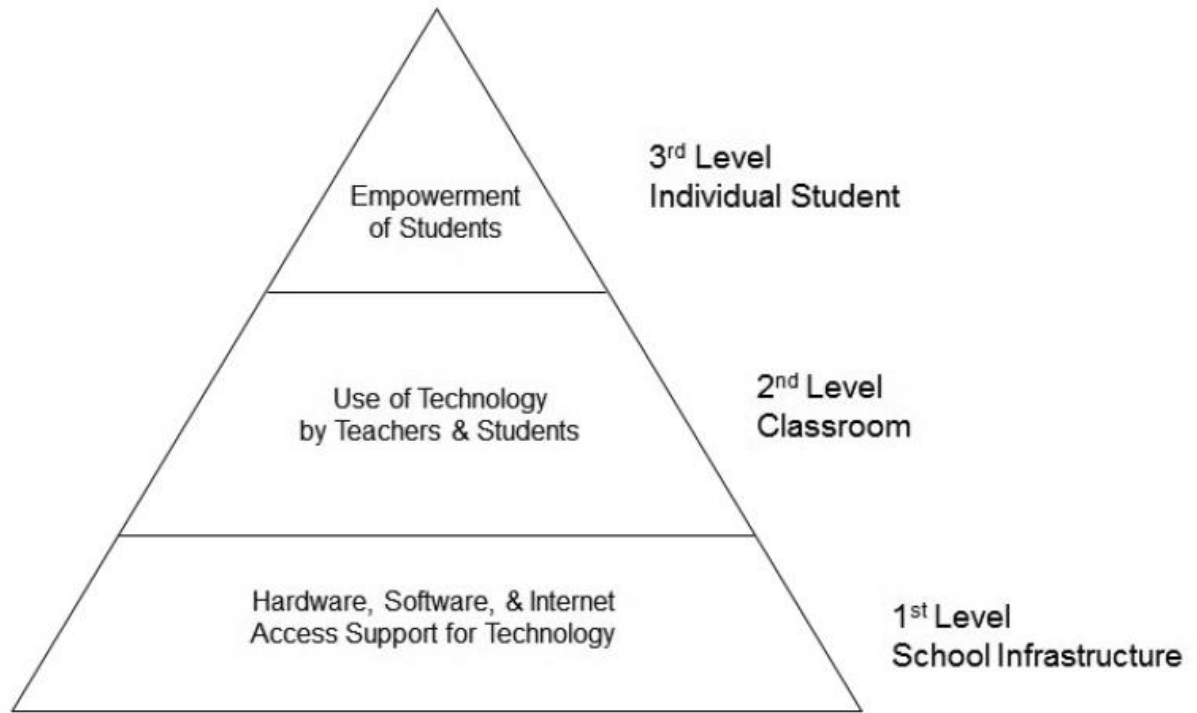 3rd Level
Individual Student
Empowerment
of Students
2nd Level
Classroom
Use of Technology
by Teachers & Students
1st Level
School Infrastructure
Hardware, Software, & Internet
Access Support for Technology